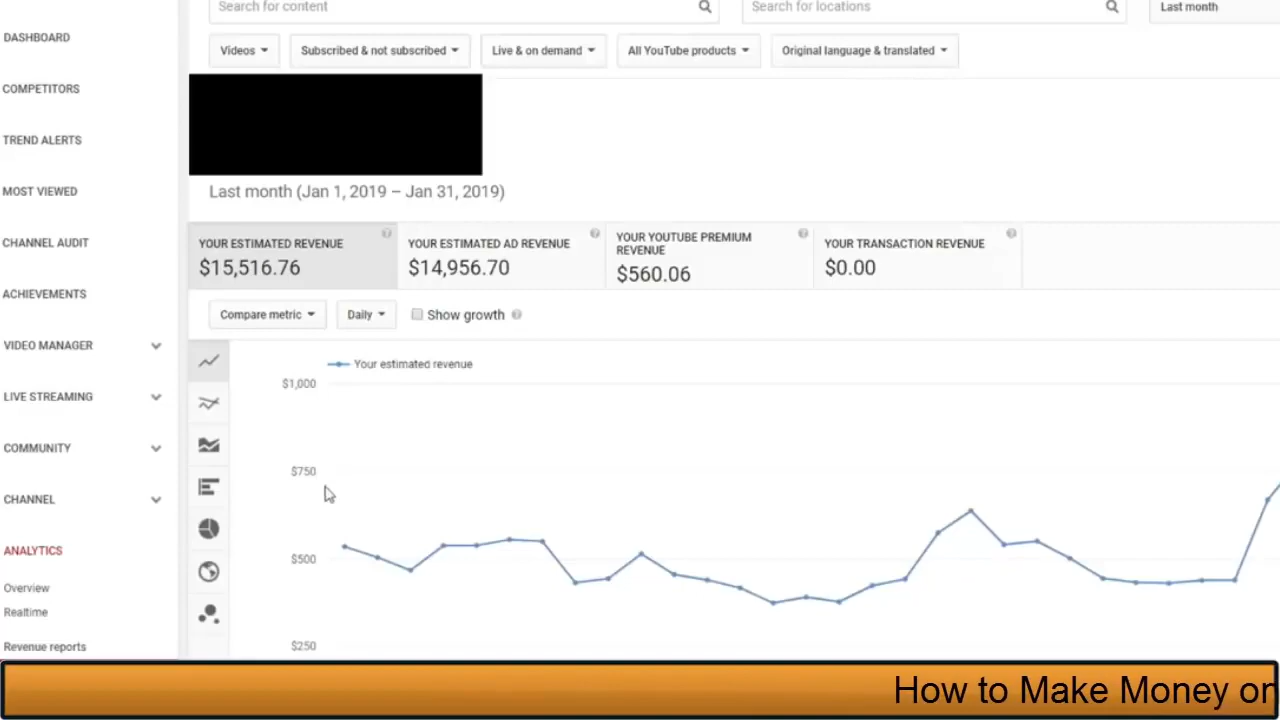 Search for content
Search for locations
Last month
Videos
Subscribed & not subscribed
Live & on demand
All YouTube products
Original language & translated
DASHBOARD
COMPETITORS
TREND ALERTS
MOST VIEWED
CHANNEL AUDIT
ACHIEVEMENTS
VIDEO MANAGER
LIVE STREAMING
COMMUNITY
CHANNEL
ANALYTICS
Overview
Realtime
Revenue reports
Last month (Jan 1, 2019 – Jan 31, 2019)
YOUR ESTIMATED REVENUE
$15,516.76
YOUR ESTIMATED AD REVENUE
$14,956.70
YOUR YOUTUBE PREMIUM
REVENUE
$560.06
YOUR TRANSACTION REVENUE
$0.00
Compare metric
Daily
Show growth
Your estimated revenue
$1,000
$750
$500
$250
How to Make Money on